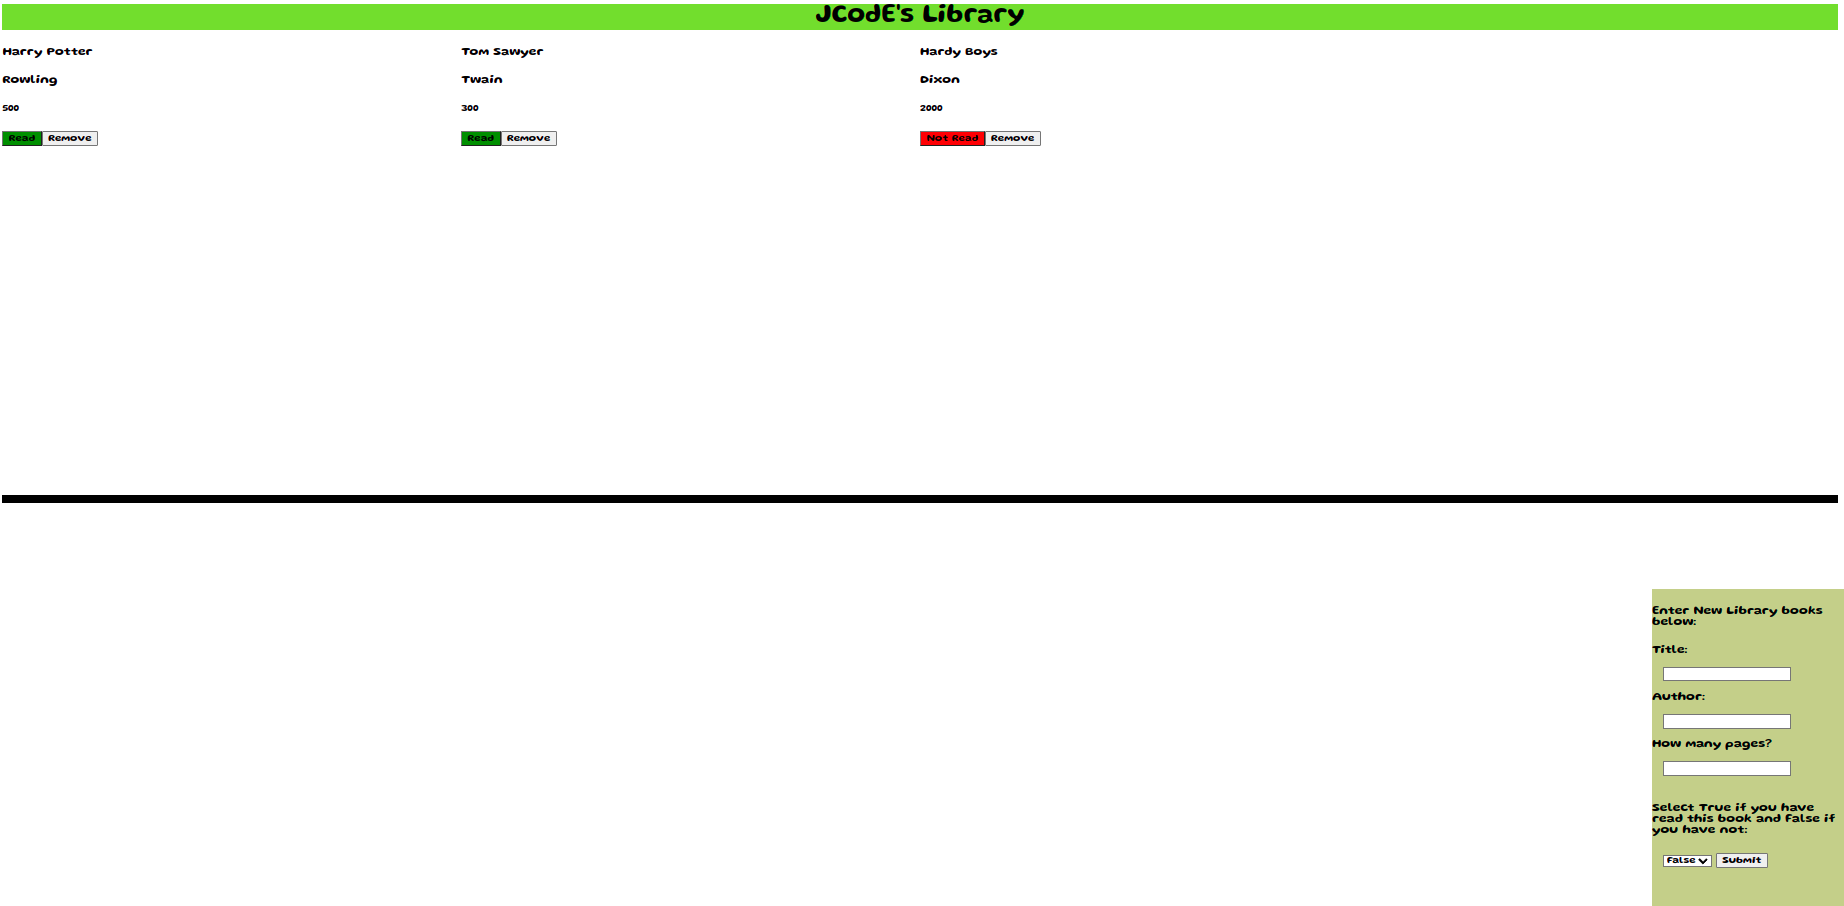 JCodE's Library
Harry Potter
Rowling
500
Read Remove
Tom Sawyer
Twain
300
Read Remove
Hardy Boys
Dixon
2000
Not Read Remove
Enter New Library books
below:
Title:
Author:
How many pages?
Select True if you have
read this book and False if
you have not:
False Submit